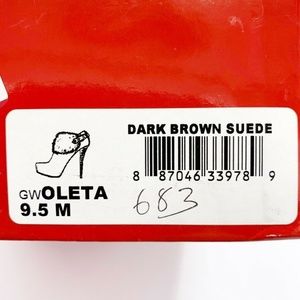 DARK BROWN SUEDE
8 87046 33978 9
GWOLETA
9.5 M
683